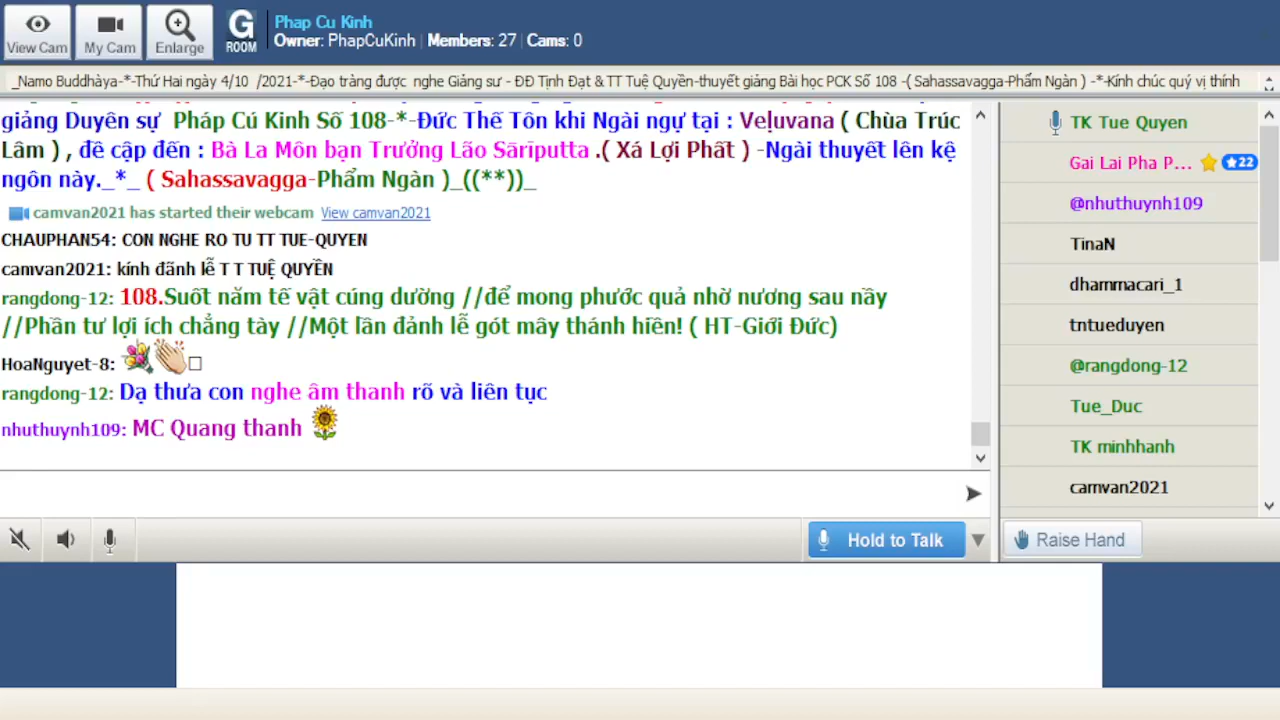 View Cam
My Cam
Enlarge
G
ROOM
Phap Cu Kinh
Owner: PhapCuKinh | Members: 27 | Cams: 0
_Namo Buddhàya-*-Thứ Hai ngày 4/10 /2021-*-Đạo tràng được nghe Giảng sư - ĐĐ Tịnh Đạt & TT Tuệ Quyền-thuyết giảng Bài học PCK Số 108 -( Sahassavagga-Phẩm Ngàn ) -*-Kính chúc quý vị thính
giảng Duyên sự Pháp Cú Kinh Số 108-*-Đức Thế Tôn khi Ngài ngự tại : Veḷuvana ( Chùa Trúc
Lâm ) , đề cập đến : Bà La Môn bạn Trưởng Lão Sārīputta .( Xá Lợi Phất ) -Ngài thuyết lên kệ
ngôn này._*_ ( Sahassavagga-Phẩm Ngàn )_((**))_
camvan2021 has started their webcam View camvan2021
CHAUPHAN54: CON NGHE RO TU TT TUE-QUYEN
camvan2021: kính đãnh lễ T T TUỆ QUYỀN
rangdong-12: 108.Suốt năm tế vật cúng dường //để mong phước quả nhờ nương sau nầy
//Phần tư lợi ích chẳng tày //Một lần đảnh lễ gót mây thánh hiền! ( HT-Giới Đức)
HoaNguyet-8:
rangdong-12: Dạ thưa con nghe âm thanh rõ và liên tục
nhuthuynh109: MC Quang thanh
TK Tue Quyen
Gai Lai Pha P... 22
@nhuthuynh109
TinaN
dhammacari_1
tntueduyen
@rangdong-12
Tue_Duc
TK minhhanh
camvan2021
Hold to Talk
Raise Hand